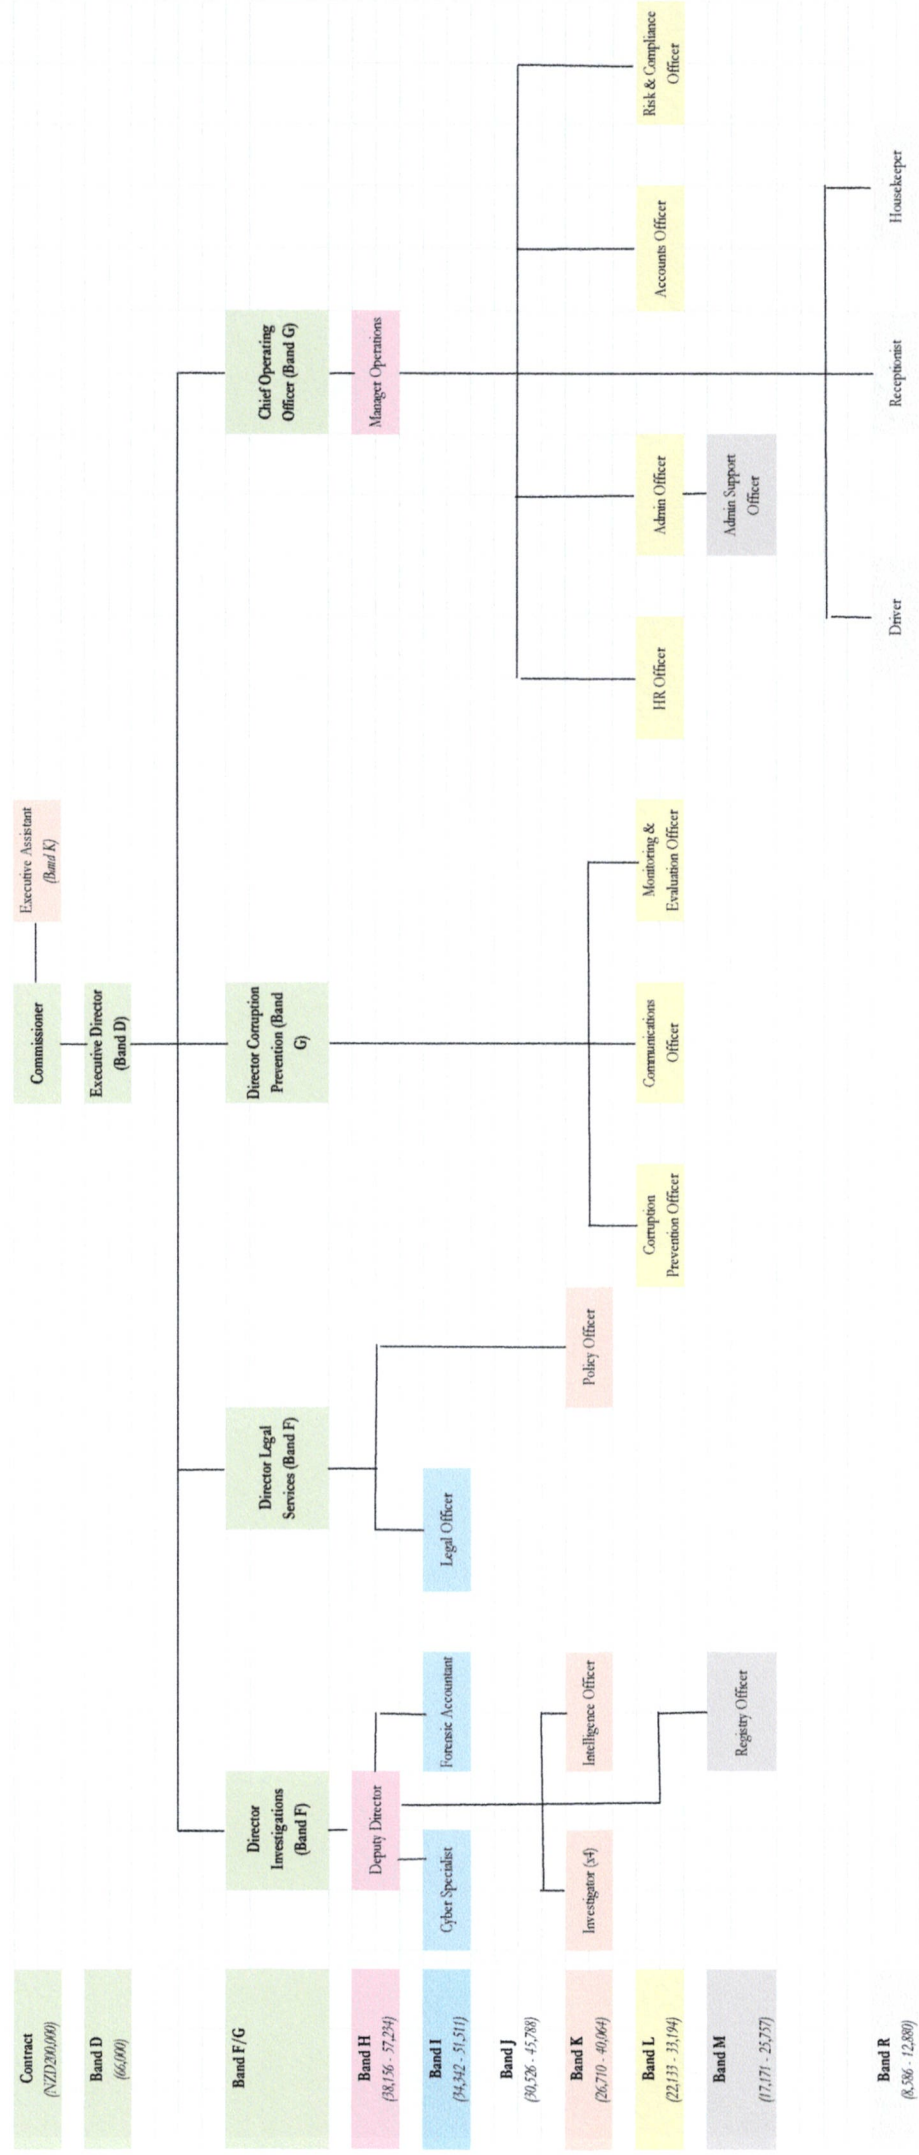 Contract
(NZD200,000)
Commissioner
Executive Assistant
(Band K)
Band D
(66,000)
Executive Director
(Band D)
Band F/G
Director
Investigations
(Band F)
Director Legal
Services (Band F)
Director Corruption
Prevention (Band
G)
Chief Operating
Officer (Band G)
Band H
(38,156 - 57,234)
Deputy Director
Manager Operations
Band I
(34,342 - 51,511)
Cyber Specialist
Forensic Accountant
Legal Officer
Band J
(30,526 - 45,788)
Band K
(26,710 - 40,064)
Investigator (x4)
Intelligence Officer
Policy Officer
Band L
(22,133 - 33,194)
Corruption
Prevention Officer
Communications
Officer
Monitoring &
Evaluation Officer
HR Officer
Admin Officer
Accounts Officer
Risk & Compliance
Officer
Band M
(17,171 - 25,757)
Registry Officer
Admin Support
Officer
Band R
(8,586 - 12,880)
Driver
Receptionist
Housekeeper